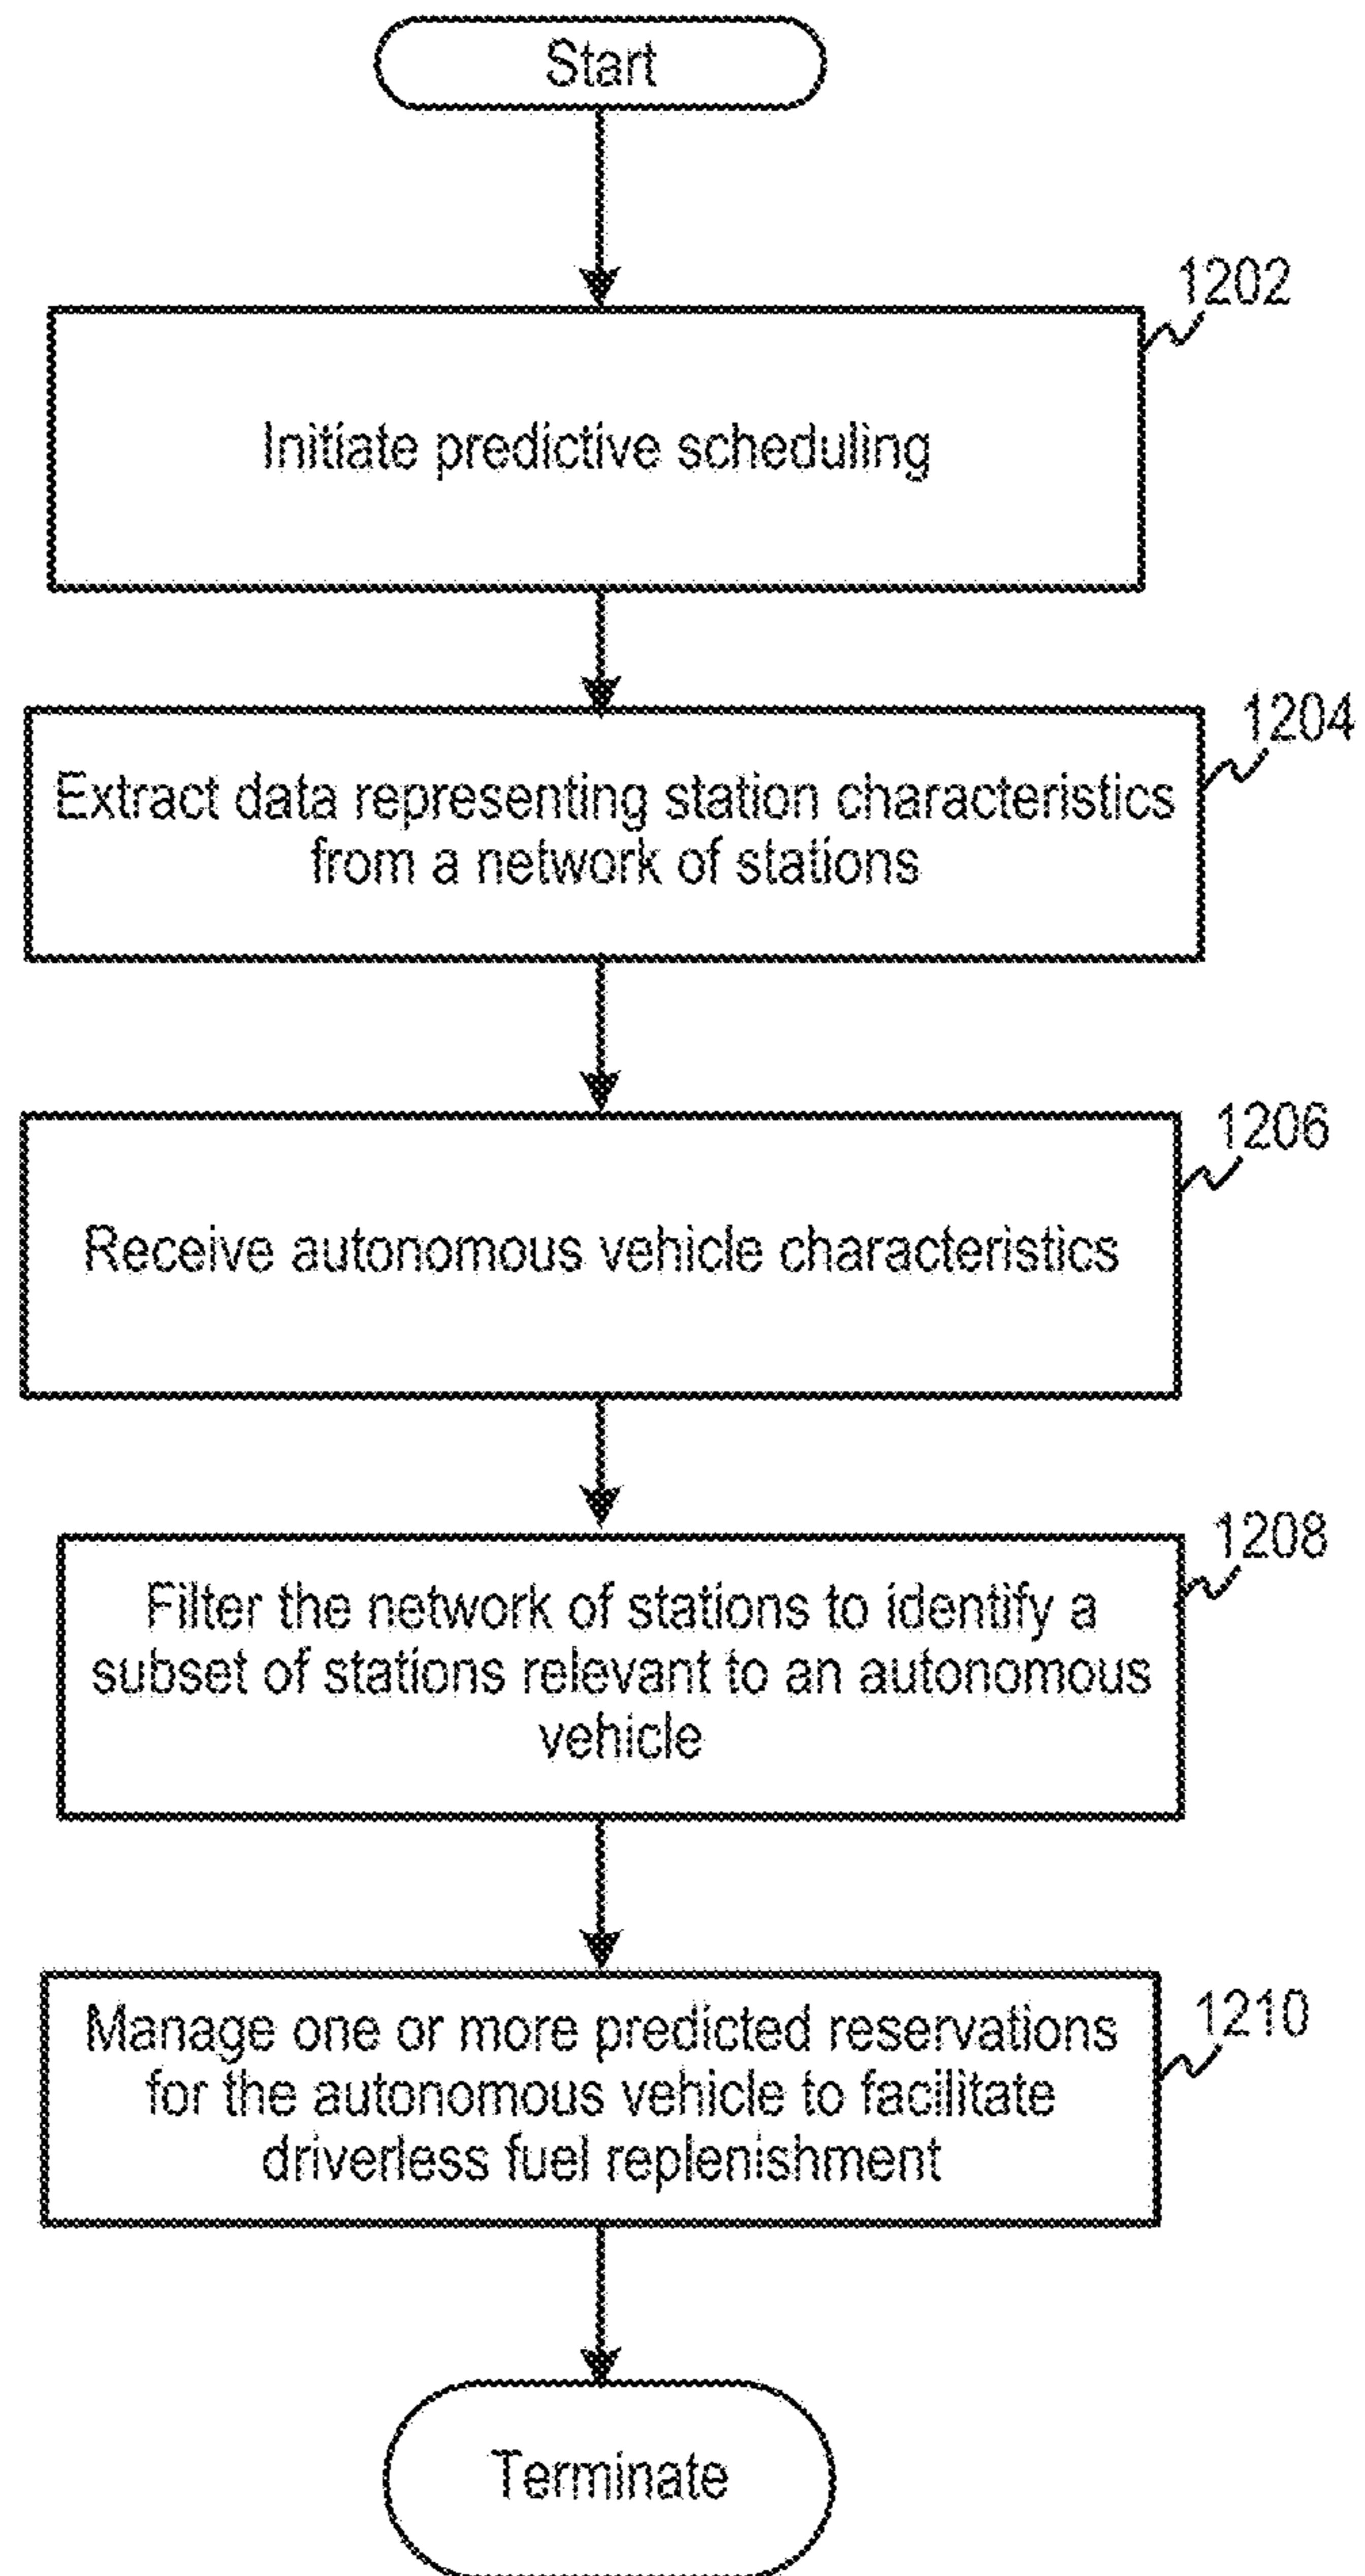 Start
1202
Initiate predictive scheduling
1204
Extract data representing station characteristics
from a network of stations
1206
Receive autonomous vehicle characteristics
1208
Filter the network of stations to identify a
subset of stations relevant to an autonomous
vehicle
1210
Manage one or more predicted reservations
for the autonomous vehicle to facilitate
driverless fuel replenishment
Terminate